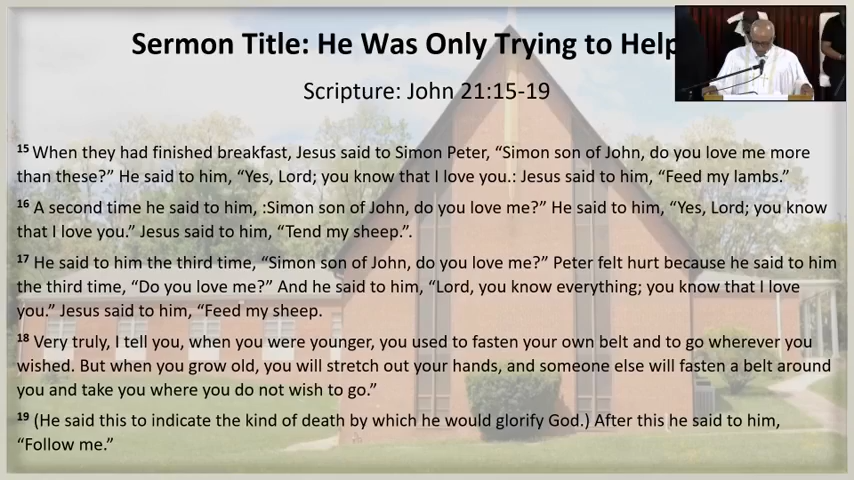 Sermon Title: He Was Only Trying to Help
Scripture: John 21:15-19
15 When they had finished breakfast, Jesus said to Simon Peter, “Simon son of John, do you love me more
than these?” He said to him, “Yes, Lord; you know that I love you.: Jesus said to him, “Feed my lambs.”
16 A second time he said to him, :Simon son of John, do you love me?” He said to him, “Yes, Lord; you know
that I love you.” Jesus said to him, “Tend my sheep.”.
17 He said to him the third time, “Simon son of John, do you love me?” Peter felt hurt because he said to him
the third time, “Do you love me?” And he said to him, “Lord, you know everything; you know that I love
you.” Jesus said to him, “Feed my sheep.
18 Very truly, I tell you, when you were younger, you used to fasten your own belt and to go wherever you
wished. But when you grow old, you will stretch out your hands, and someone else will fasten a belt around
you and take you where you do not wish to go.”
19 (He said this to indicate the kind of death by which he would glorify God.) After this he said to him,
“Follow me.”